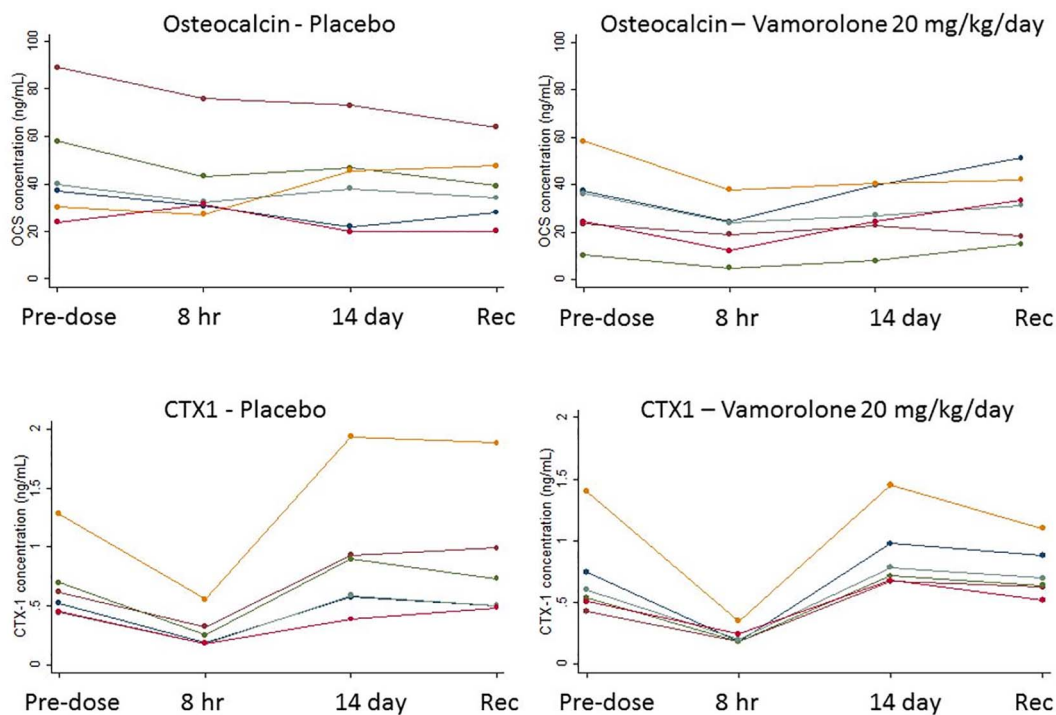 Osteocalcin - Placebo
OCS concentration (ng/mL)
100
80
60
40
20
0
Pre-dose 8 hr 14 day Rec
Osteocalcin – Vamorolone 20 mg/kg/day
OCS concentration (ng/mL)
100
80
60
40
20
0
Pre-dose 8 hr 14 day Rec
CTX1 - Placebo
CTX-1 concentration (ng/mL)
2
1.5
1
.5
0
Pre-dose 8 hr 14 day Rec
CTX1 – Vamorolone 20 mg/kg/day
CTX-1 concentration (ng/mL)
2
1.5
1
.5
0
Pre-dose 8 hr 14 day Rec